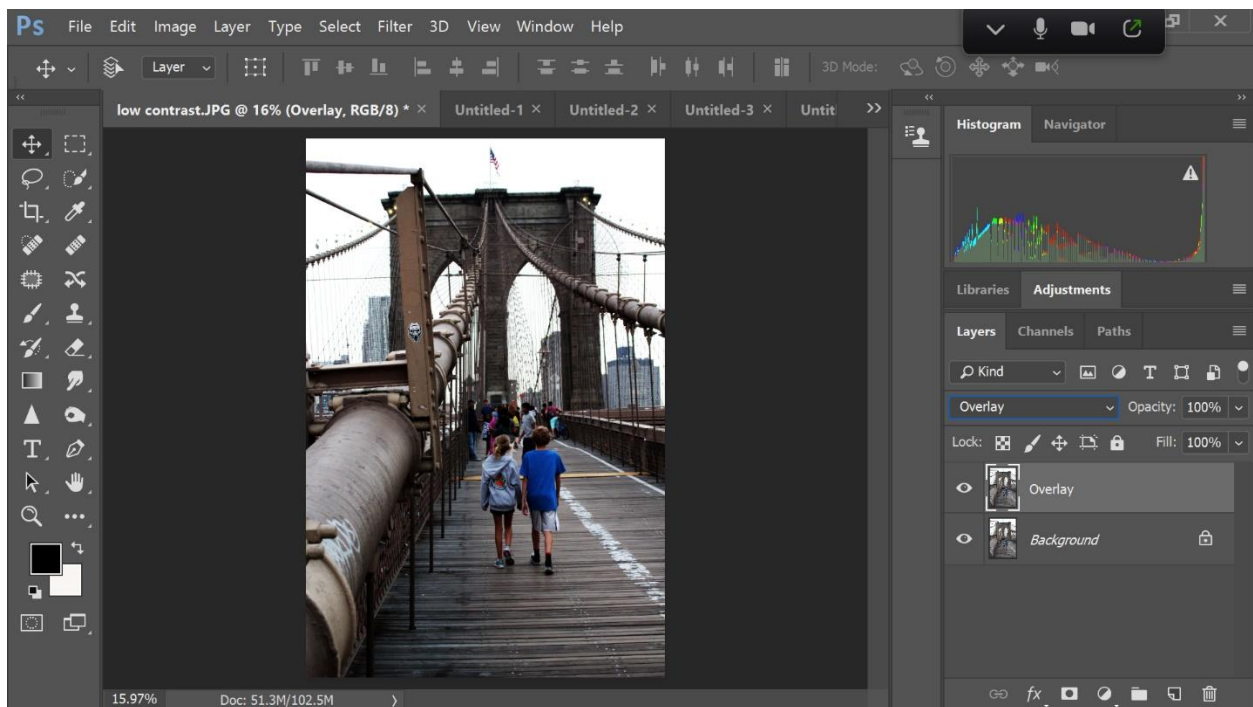 Ps File Edit Image Layer Type Select Filter 3D View Window Help
Layer 3D Mode:
low contrast.JPG @ 16% (Overlay, RGB/8) * × Untitled-1 × Untitled-2 × Untitled-3 × Untit >>
Histogram Navigator
Libraries Adjustments
Layers Channels Paths
Kind
Overlay Opacity: 100%
Lock: Fill: 100%
Overlay
Background
fx
15.97% Doc: 51.3M/102.5M